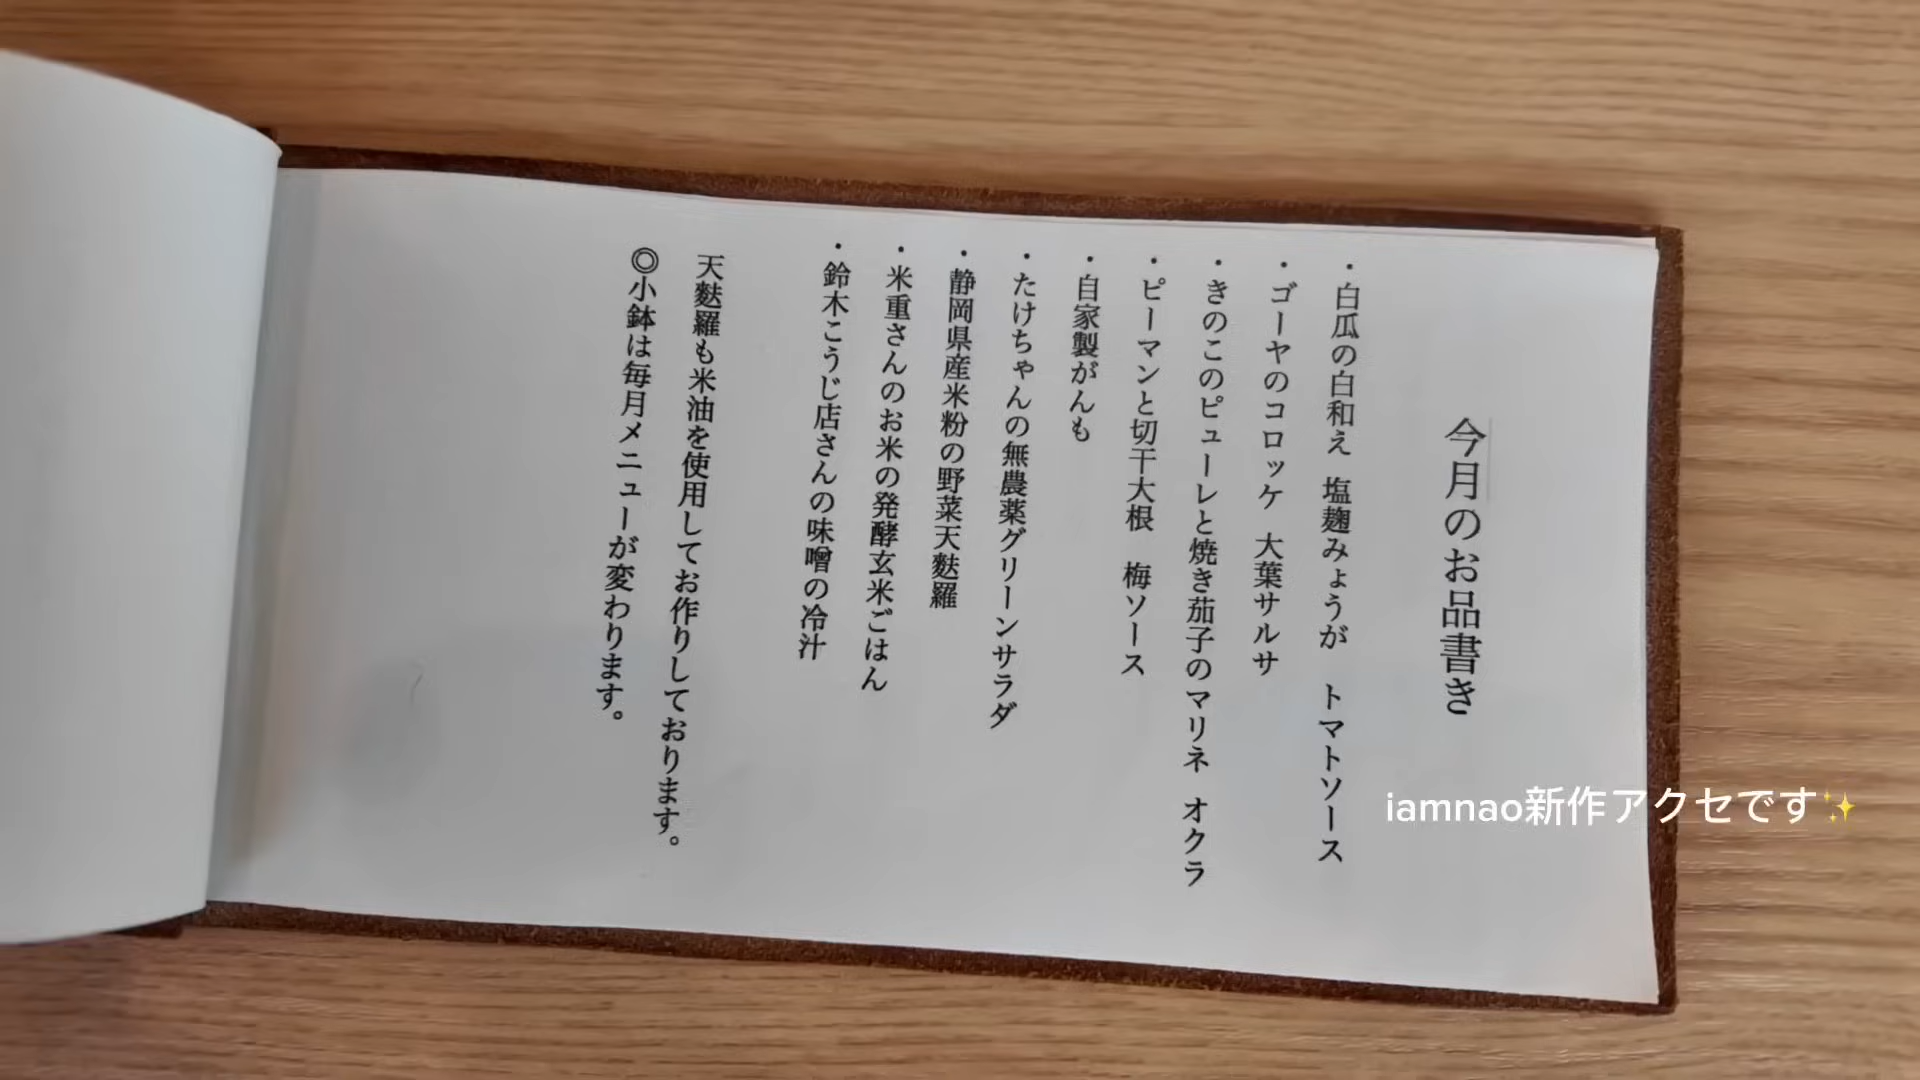 今月のお品書き
・白瓜の白和え 塩麹みょうが トマトソース
・ゴーヤのコロッケ 大葉サルサ
・きのこのピューレと焼き茄子のマリネ オクラ
・ピーマンと切干大根 梅ソース
・自家製がんも
・たけちゃんの無農薬グリーンサラダ
・静岡県産米粉の野菜天麩羅
・米重さんのお米の発酵玄米ごはん
・鈴木こうじ店さんの味噌の冷汁
天麩羅も米油を使用してお作りしております。
◎小鉢は毎月メニューが変わります。
iamnao新作アクセです✨